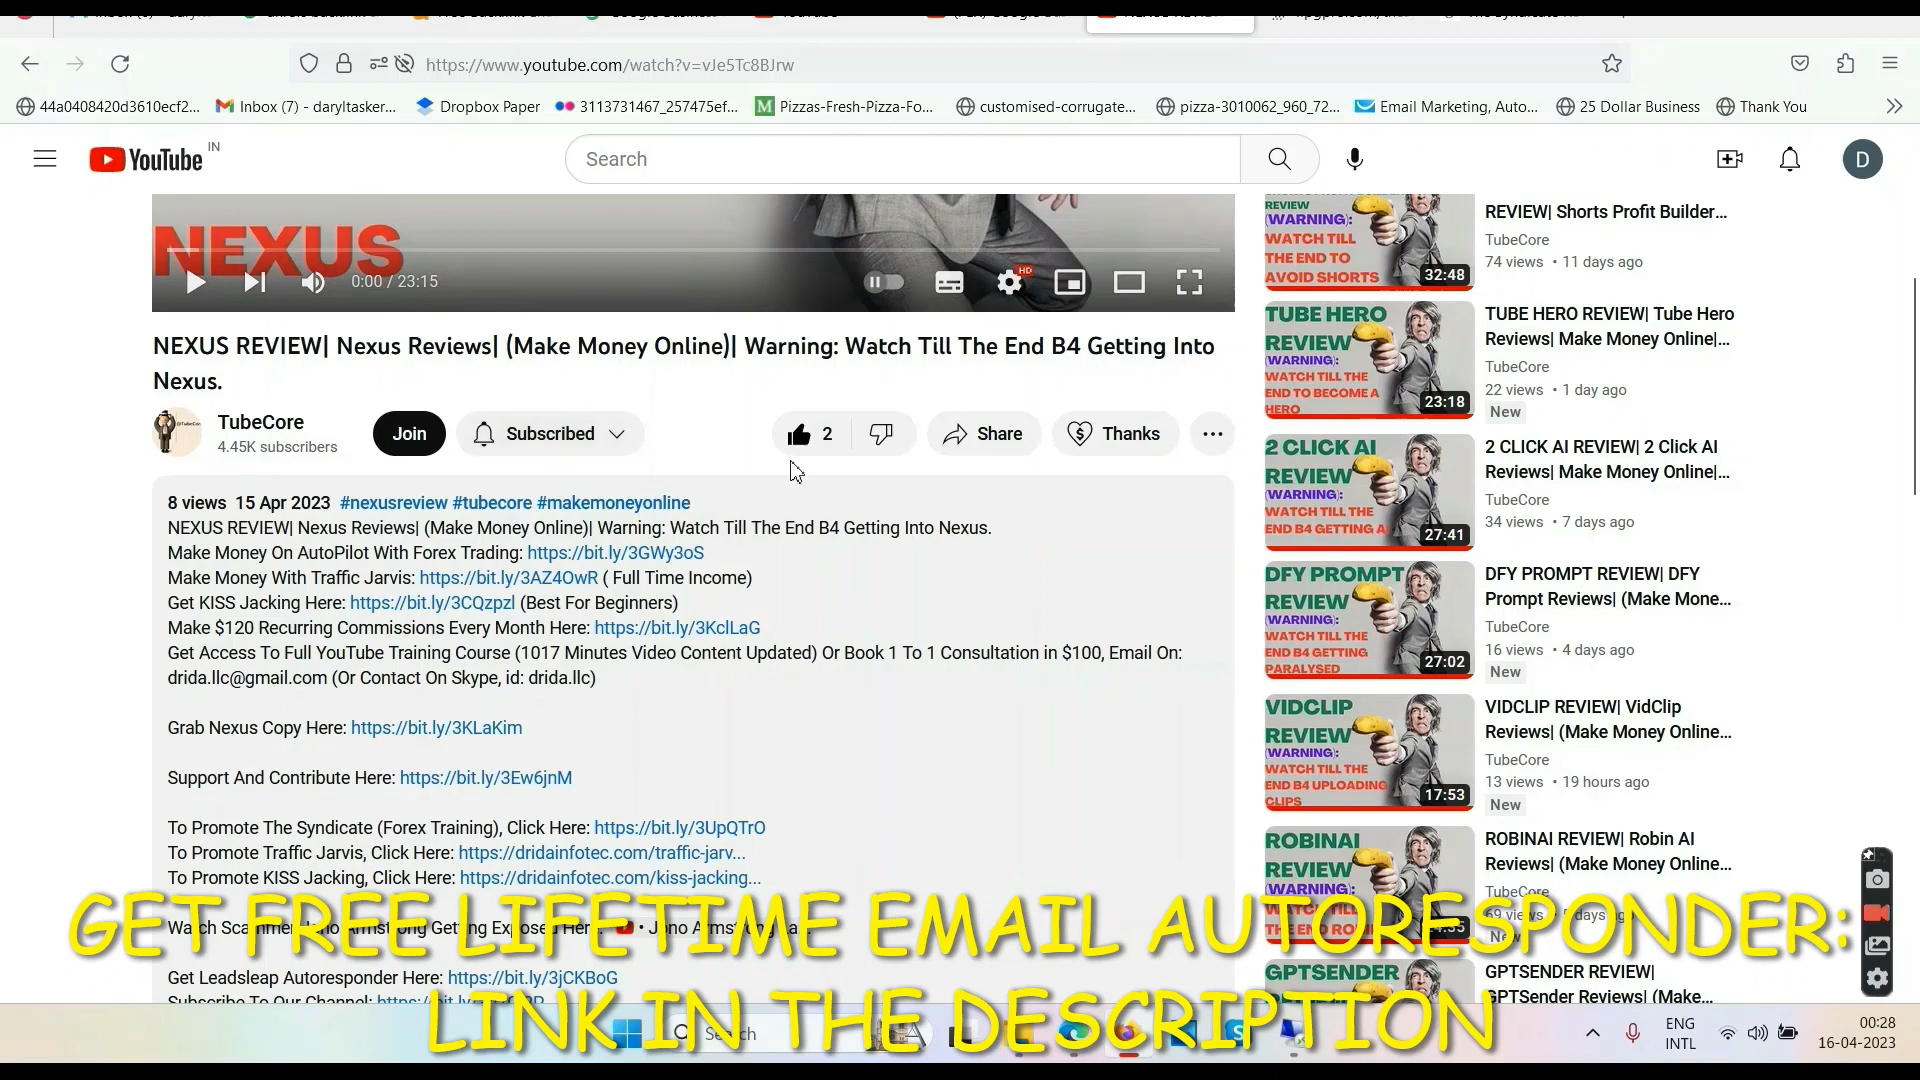 https://www.youtube.com/watch?v=vJe5Tc8BJrw
44a0408420d3610ecf2...
Inbox (7) - daryltasker...
Dropbox Paper
3113731467_257475ef...
Pizzas-Fresh-Pizza-Fo...
customised-corrugate...
pizza-3010062_960_72...
Email Marketing, Auto...
25 Dollar Business
Thank You
YouTube IN
Search
D
NEXUS
0:00 / 23:15
HD
NEXUS REVIEW| Nexus Reviews| (Make Money Online)| Warning: Watch Till The End B4 Getting Into
Nexus.
TubeCore
4.45K subscribers
Join
Subscribed
2
Share
Thanks
8 views 15 Apr 2023 #nexusreview #tubecore #makemoneyonline
NEXUS REVIEW| Nexus Reviews| (Make Money Online)| Warning: Watch Till The End B4 Getting Into Nexus.
Make Money On AutoPilot With Forex Trading: https://bit.ly/3GWy3oS
Make Money With Traffic Jarvis: https://bit.ly/3AZ4OwR ( Full Time Income)
Get KISS Jacking Here: https://bit.ly/3CQzpzl (Best For Beginners)
Make $120 Recurring Commissions Every Month Here: https://bit.ly/3KclLaG
Get Access To Full YouTube Training Course (1017 Minutes Video Content Updated) Or Book 1 To 1 Consultation in $100, Email On:
drida.llc@gmail.com (Or Contact On Skype, id: drida.llc)
Grab Nexus Copy Here: https://bit.ly/3KLaKim
Support And Contribute Here: https://bit.ly/3Ew6jnM
To Promote The Syndicate (Forex Training), Click Here: https://bit.ly/3UpQTrO
To Promote Traffic Jarvis, Click Here: https://dridainfotec.com/traffic-jarv...
To Promote KISS Jacking, Click Here: https://dridainfotec.com/kiss-jacking...
Watch Scammer Jono Armstrong Getting Exposed Here:
Get Leadsleap Autoresponder Here: https://bit.ly/3jCKBoG
Subscribe To Our Channel:
REVIEW
(WARNING):
WATCH TILL
THE END TO
AVOID SHORTS
32:48
REVIEW| Shorts Profit Builder...
TubeCore
74 views • 11 days ago
TUBE HERO
REVIEW
(WARNING):
WATCH TILL THE
END TO BECOME A
HERO
23:18
TUBE HERO REVIEW| Tube Hero
Reviews| Make Money Online|...
TubeCore
22 views • 1 day ago
New
2 CLICK AI
REVIEW
(WARNING):
WATCH TILL THE
END B4 GETTING A
27:41
2 CLICK AI REVIEW| 2 Click AI
Reviews| Make Money Online|...
TubeCore
34 views • 7 days ago
DFY PROMPT
REVIEW
(WARNING):
WATCH TILL THE
END B4 GETTING
PARALYSED
27:02
DFY PROMPT REVIEW| DFY
Prompt Reviews| (Make Mone...
TubeCore
16 views • 4 days ago
New
VIDCLIP
REVIEW
(WARNING):
WATCH TILL THE
END B4 UPLOADING
CLIPS
17:53
VIDCLIP REVIEW| VidClip
Reviews| (Make Money Online...
TubeCore
13 views • 19 hours ago
New
ROBINAI
REVIEW
(WARNING):
ROBINAI REVIEW| Robin AI
Reviews| (Make Money Online...
TubeCore
GPTSENDER
GPTSENDER REVIEW|
GPTSender Reviews| (Make...
GET FREE LIFETIME EMAIL AUTORESPONDER:
LINK IN THE DESCRIPTION
Search
ENG
INTL
00:28
16-04-2023